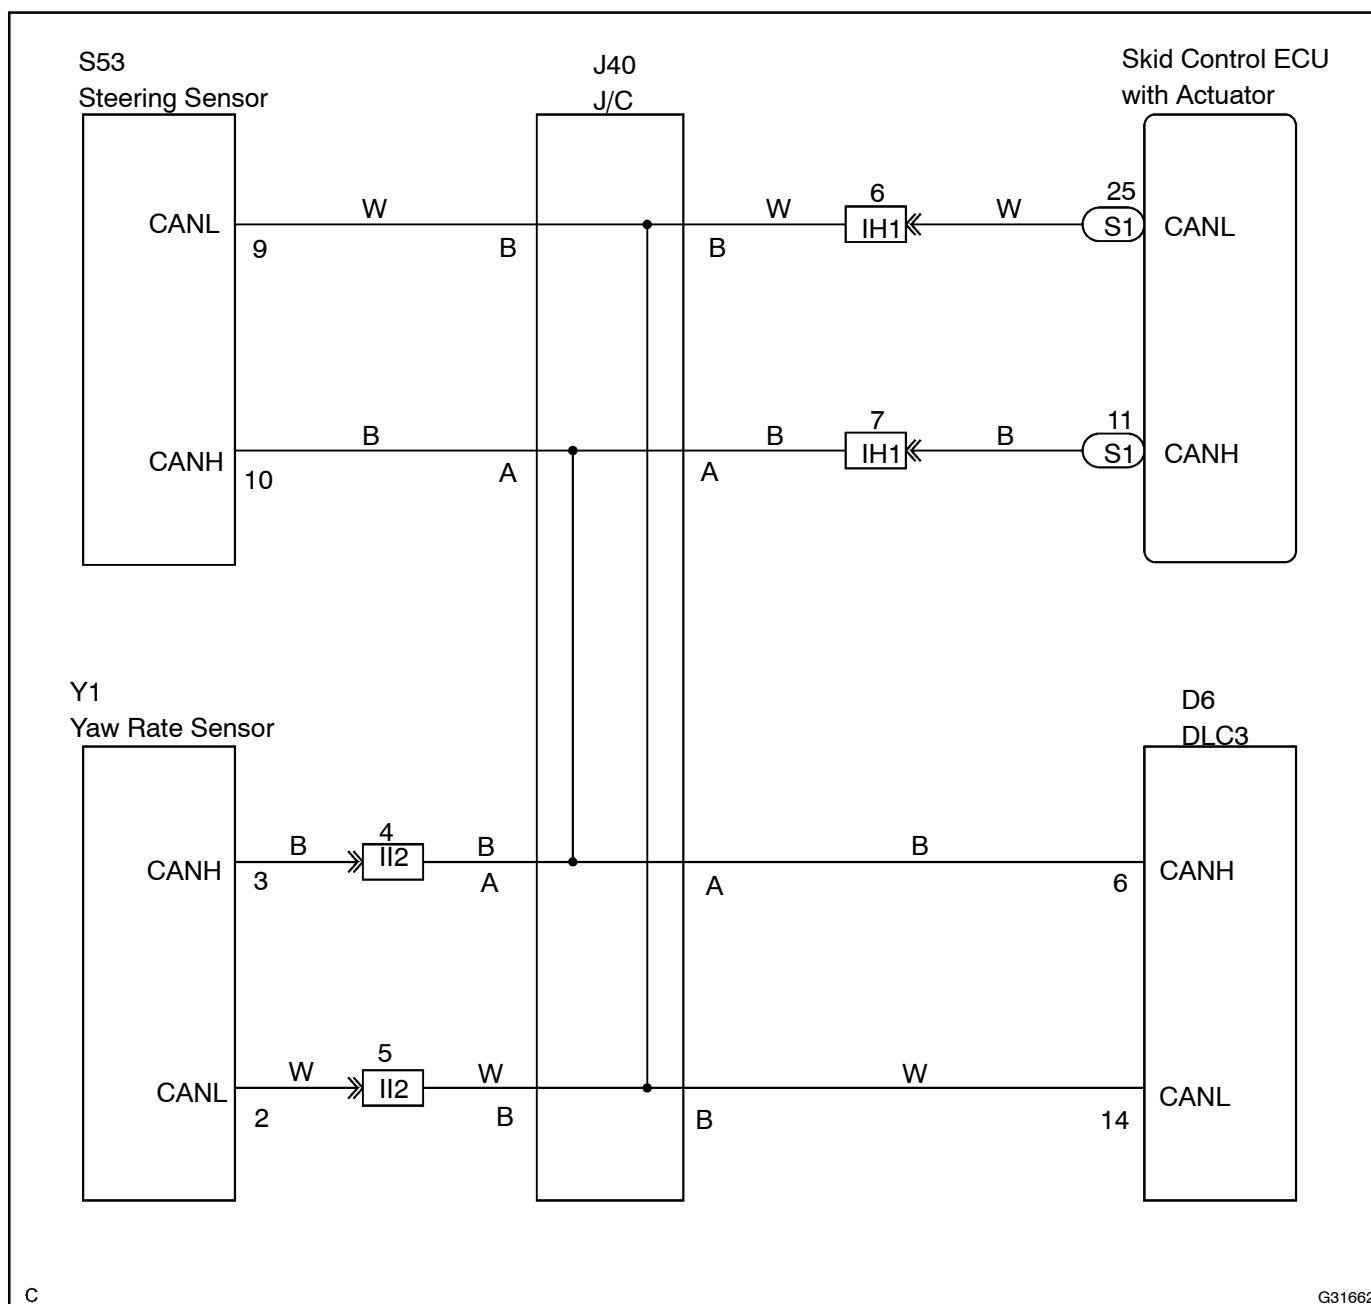 S53
Steering Sensor
J40
J/C
Skid Control ECU
with Actuator
CANL
9
W
B
B
W
6
IH1
W
25
S1
CANL
CANH
10
B
A
A
B
7
IH1
B
11
S1
CANH
Y1
Yaw Rate Sensor
D6
DLC3
CANH
3
B
4
II2
B
A
A
B
6
CANH
CANL
2
W
5
II2
W
B
B
W
14
CANL
C
G31662